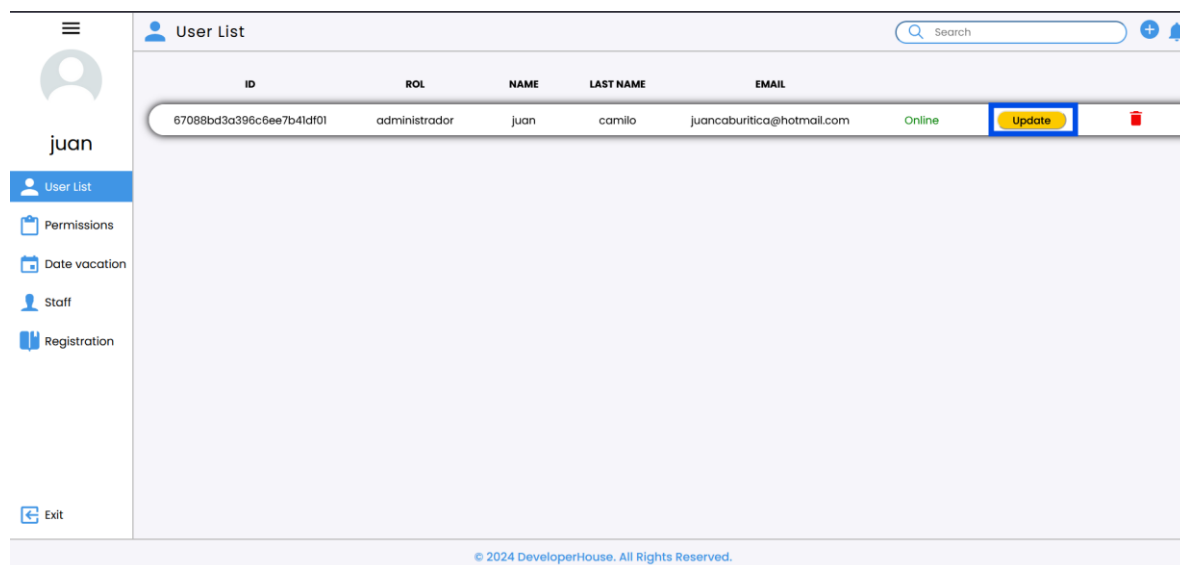 User List
Search
juan
User List
Permissions
Date vacation
Staff
Registration
Exit
ID ROL NAME LAST NAME EMAIL
67088bd3a396c6ee7b41df01 administrador juan camilo juancaburitica@hotmail.com Online Update
© 2024 DeveloperHouse. All Rights Reserved.